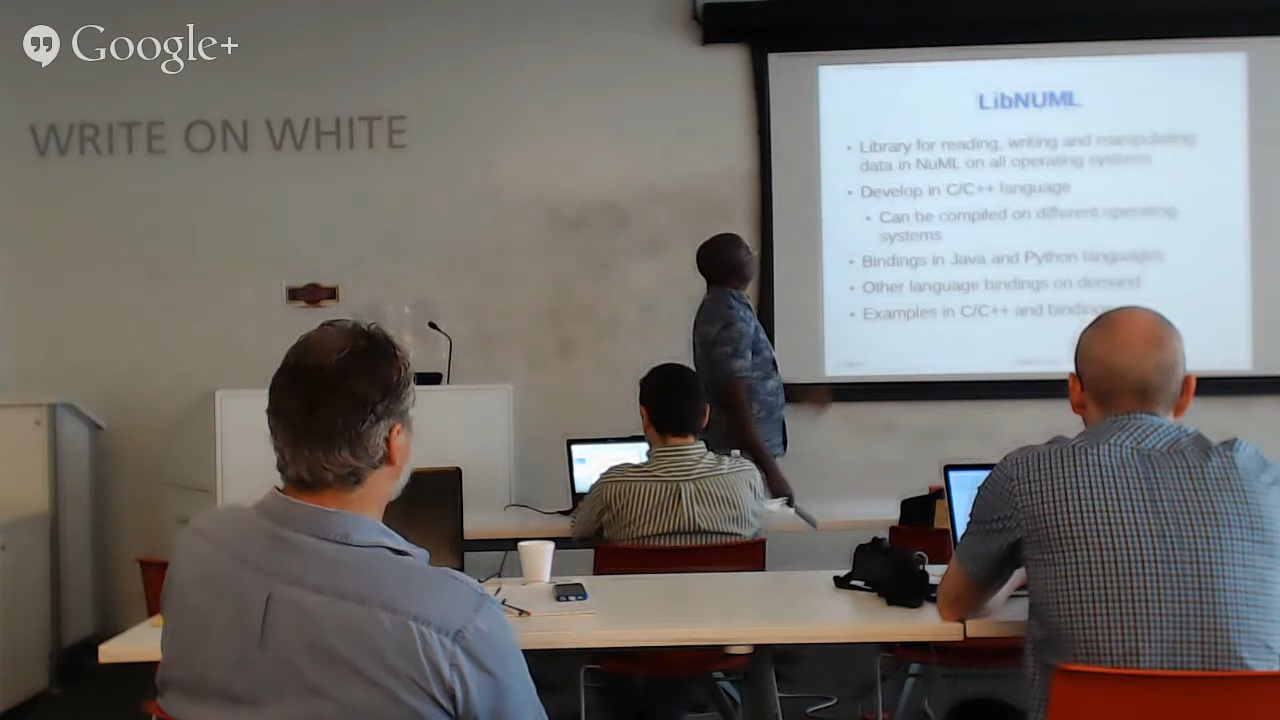 Google+
WRITE ON WHITE
LibNUML
• Library for reading, writing and manipulating
data in NuML on all operating systems
• Develop in C/C++ language
• Can be compiled on different operating
systems
• Bindings in Java and Python languages
• Other language bindings on demand
• Examples in C/C++ and bindings